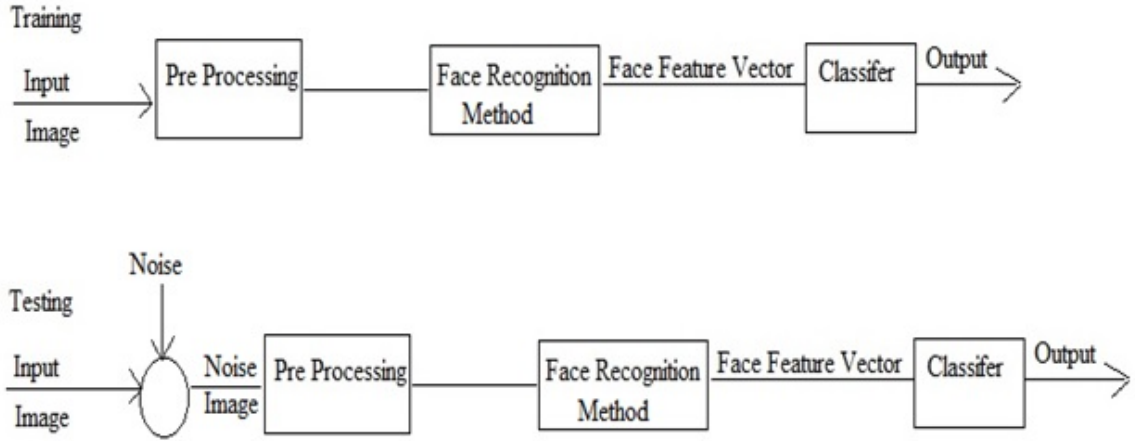 Training
Input
Image
Pre Processing
Face Recognition
Method
Face Feature Vector
Classifer
Output
Noise
Testing
Input
Image
Noise
Image
Pre Processing
Face Recognition
Method
Face Feature Vector
Classifer
Output